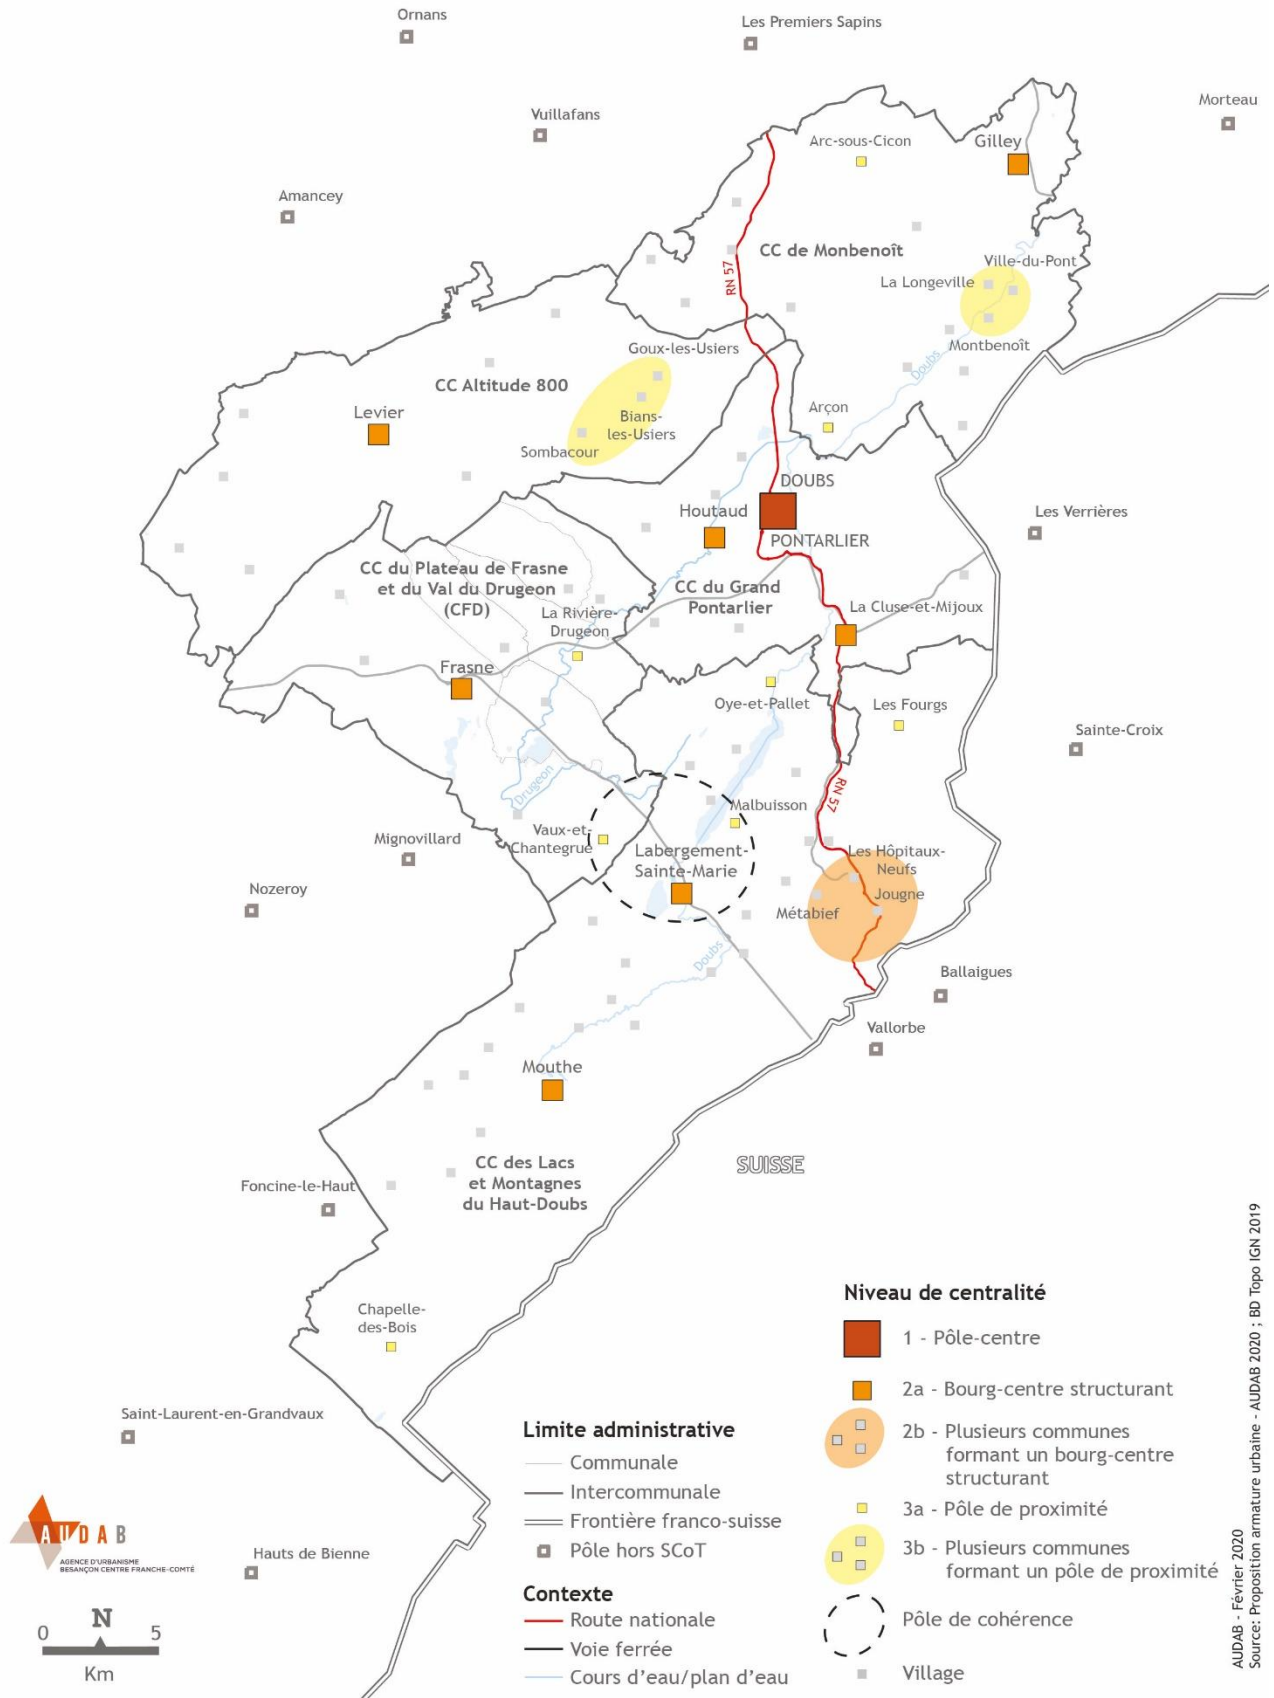 Ornans
Les Premiers Sapins
Morteau
Vuillafans
Arc-sous-Cicon
Gilley
Amancey
CC de Monbenoît
Ville-du-Pont
La Longeville
RN 57
Montbenoît
Doubs
Goux-les-Usiers
CC Altitude 800
Levier
Bians-
les-Usiers
Sombacour
Arçon
DOUBS
Houtaud
PONTARLIER
Les Verrières
CC du Plateau de Frasne
et du Val du Drugeon
(CFD)
CC du Grand
Pontarlier
La Rivière-
Drugeon
La Cluse-et-Mijoux
Frasne
Oye-et-Pallet
Les Fourgs
Sainte-Croix
Drugeon
RN 57
Malbuisson
Vaux-et-
Chantegrue
Mignovillard
Labergement-
Sainte-Marie
Les Hôpitaux-
Neufs
Jougne
Métabief
Nozeroy
Doubs
Ballaigues
Vallorbe
Mouthe
SUISSE
CC des Lacs
et Montagnes
du Haut-Doubs
Foncine-le-Haut
Chapelle-
des-Bois
Saint-Laurent-en-Grandvaux
Hauts de Bienne
Niveau de centralité
1 - Pôle-centre
2a - Bourg-centre structurant
2b - Plusieurs communes
formant un bourg-centre
structurant
3a - Pôle de proximité
3b - Plusieurs communes
formant un pôle de proximité
Pôle de cohérence
Village
Limite administrative
Communale
Intercommunale
Frontière franco-suisse
Pôle hors SCoT
Contexte
Route nationale
Voie ferrée
Cours d'eau/plan d'eau
AUDAB
AGENCE D'URBANISME
BESANÇON CENTRE FRANCHE-COMTÉ
N
0 5
Km
AUDAB - Février 2020
Source: Proposition armature urbaine - AUDAB 2020 ; BD Topo IGN 2019